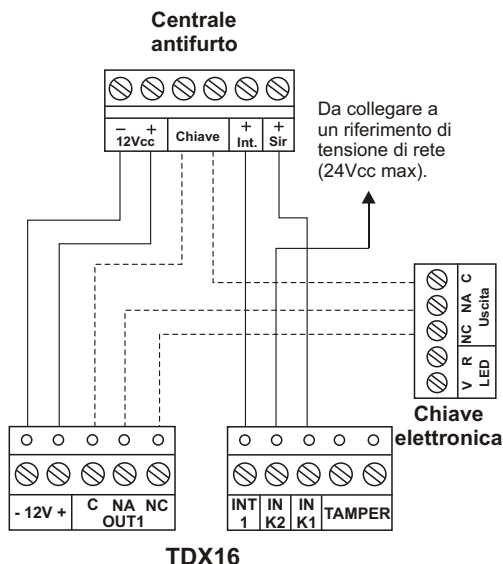 Centrale
antifurto
Da collegare a
un riferimento di
tensione di rete
(24Vcc max).
– +
12Vcc
Chiave
+
Int.
+
Sir
C
NA
NC
Uscita
R
V
LED
Chiave
elettronica
- 12V +
C NA NC
OUT1
INT
1
IN
K2
IN
K1
TAMPER
TDX16